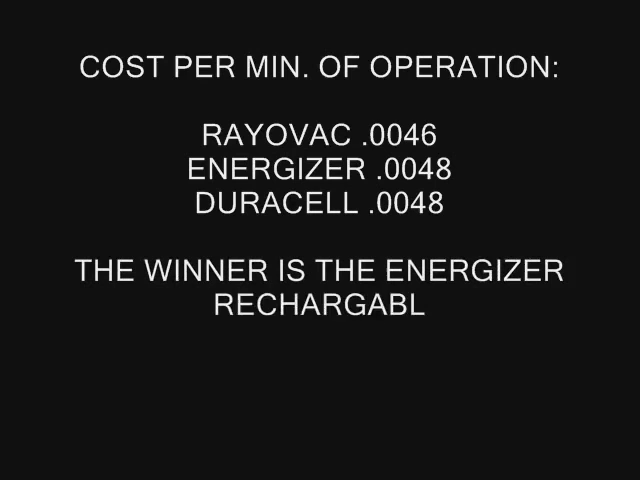 COST PER MIN. OF OPERATION:
RAYOVAC .0046
ENERGIZER .0048
DURACELL .0048
THE WINNER IS THE ENERGIZER
RECHARGABL